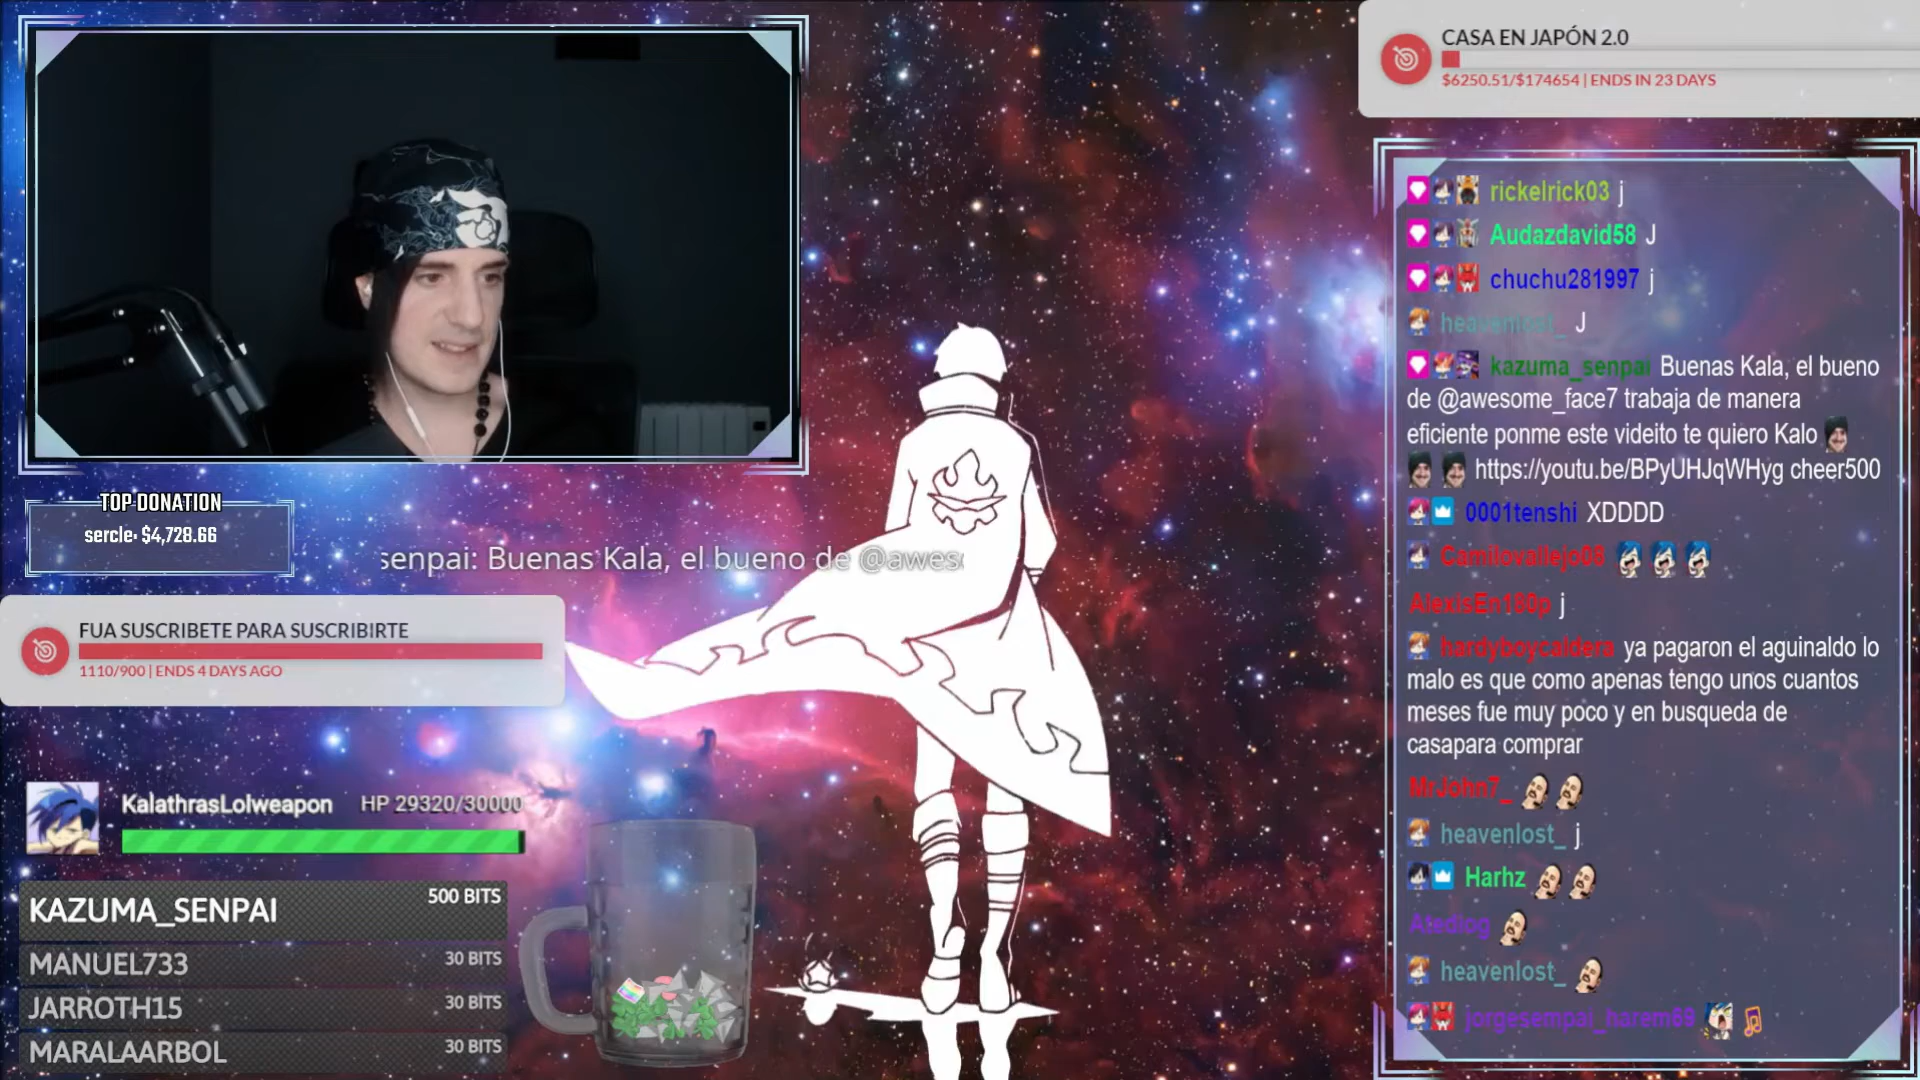 CASA EN JAPÓN 2.0
$6250.51/$174654 | ENDS IN 23 DAYS
rickelrick03 j
Audazdavid58 J
chuchu281997 j
heavenlost_ J
kazuma_senpai Buenas Kala, el bueno
de @awesome_face7 trabaja de manera
eficiente ponme este videito te quiero Kalo
https://youtu.be/BPyUHJqWHyg cheer500
0001tenshi XDDDD
Camilovallejo08
AlexisEn180p j
hardyboycaldera ya pagaron el aguinaldo lo
malo es que como apenas tengo unos cuantos
meses fue muy poco y en busqueda de
casapara comprar
MrJohn7_
heavenlost_ j
Harhz
Atediog
heavenlost_
jorgesempai_harem69
TOP DONATION
sercle: $4,728.66
senpai: Buenas Kala, el bueno de @aweso
FUA SUSCRIBETE PARA SUSCRIBIRTE
1110/900 | ENDS 4 DAYS AGO
KalathrasLolweapon HP 29320/30000
KAZUMA_SENPAI 500 BITS
MANUEL733 30 BITS
JARROTH15 30 BITS
MARALAARBOL 30 BITS